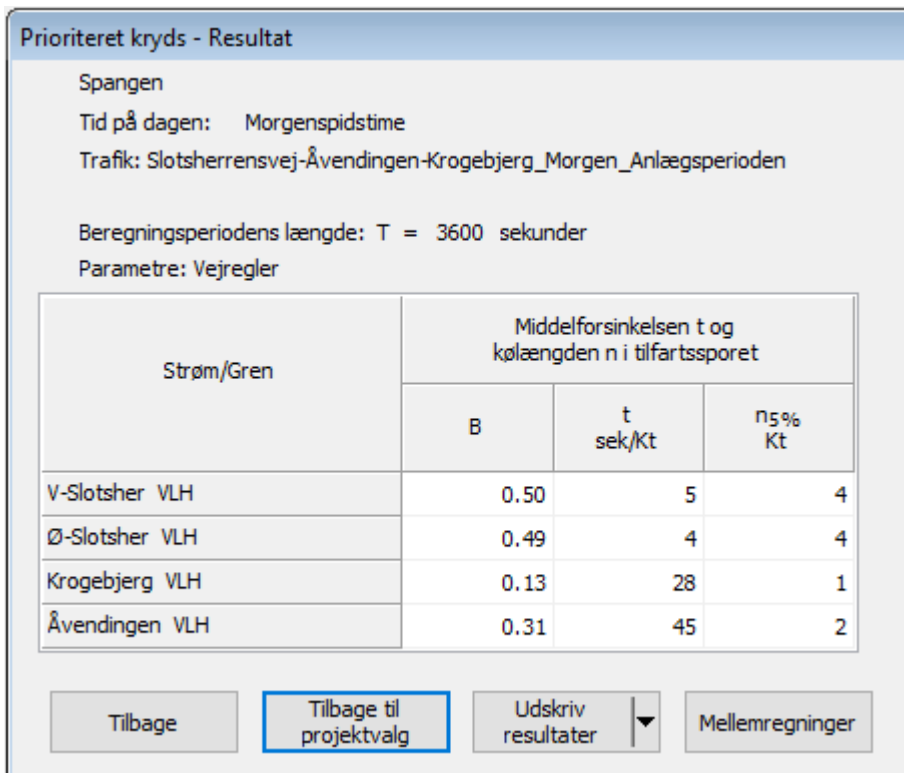 Prioriteret kryds - Resultat
Spangen
Tid på dagen: Morgenspidstime
Trafik: Slotsherrensvej-Åvendingen-Krogebjerg_Morgen_Anlægsperioden
Beregningsperiodens længde: T = 3600 sekunder
Parametre: Vejregler
Strøm/Gren
Middelforsinkelsen t og
kølængden n i tilfartssporet
B
t
sek/Kt
n5%
Kt
V-Slotsher VLH 0.50 5 4
Ø-Slotsher VLH 0.49 4 4
Krogebjerg VLH 0.13 28 1
Åvendingen VLH 0.31 45 2
Tilbage
Tilbage til
projektvalg
Udskriv
resultater
Mellemregninger